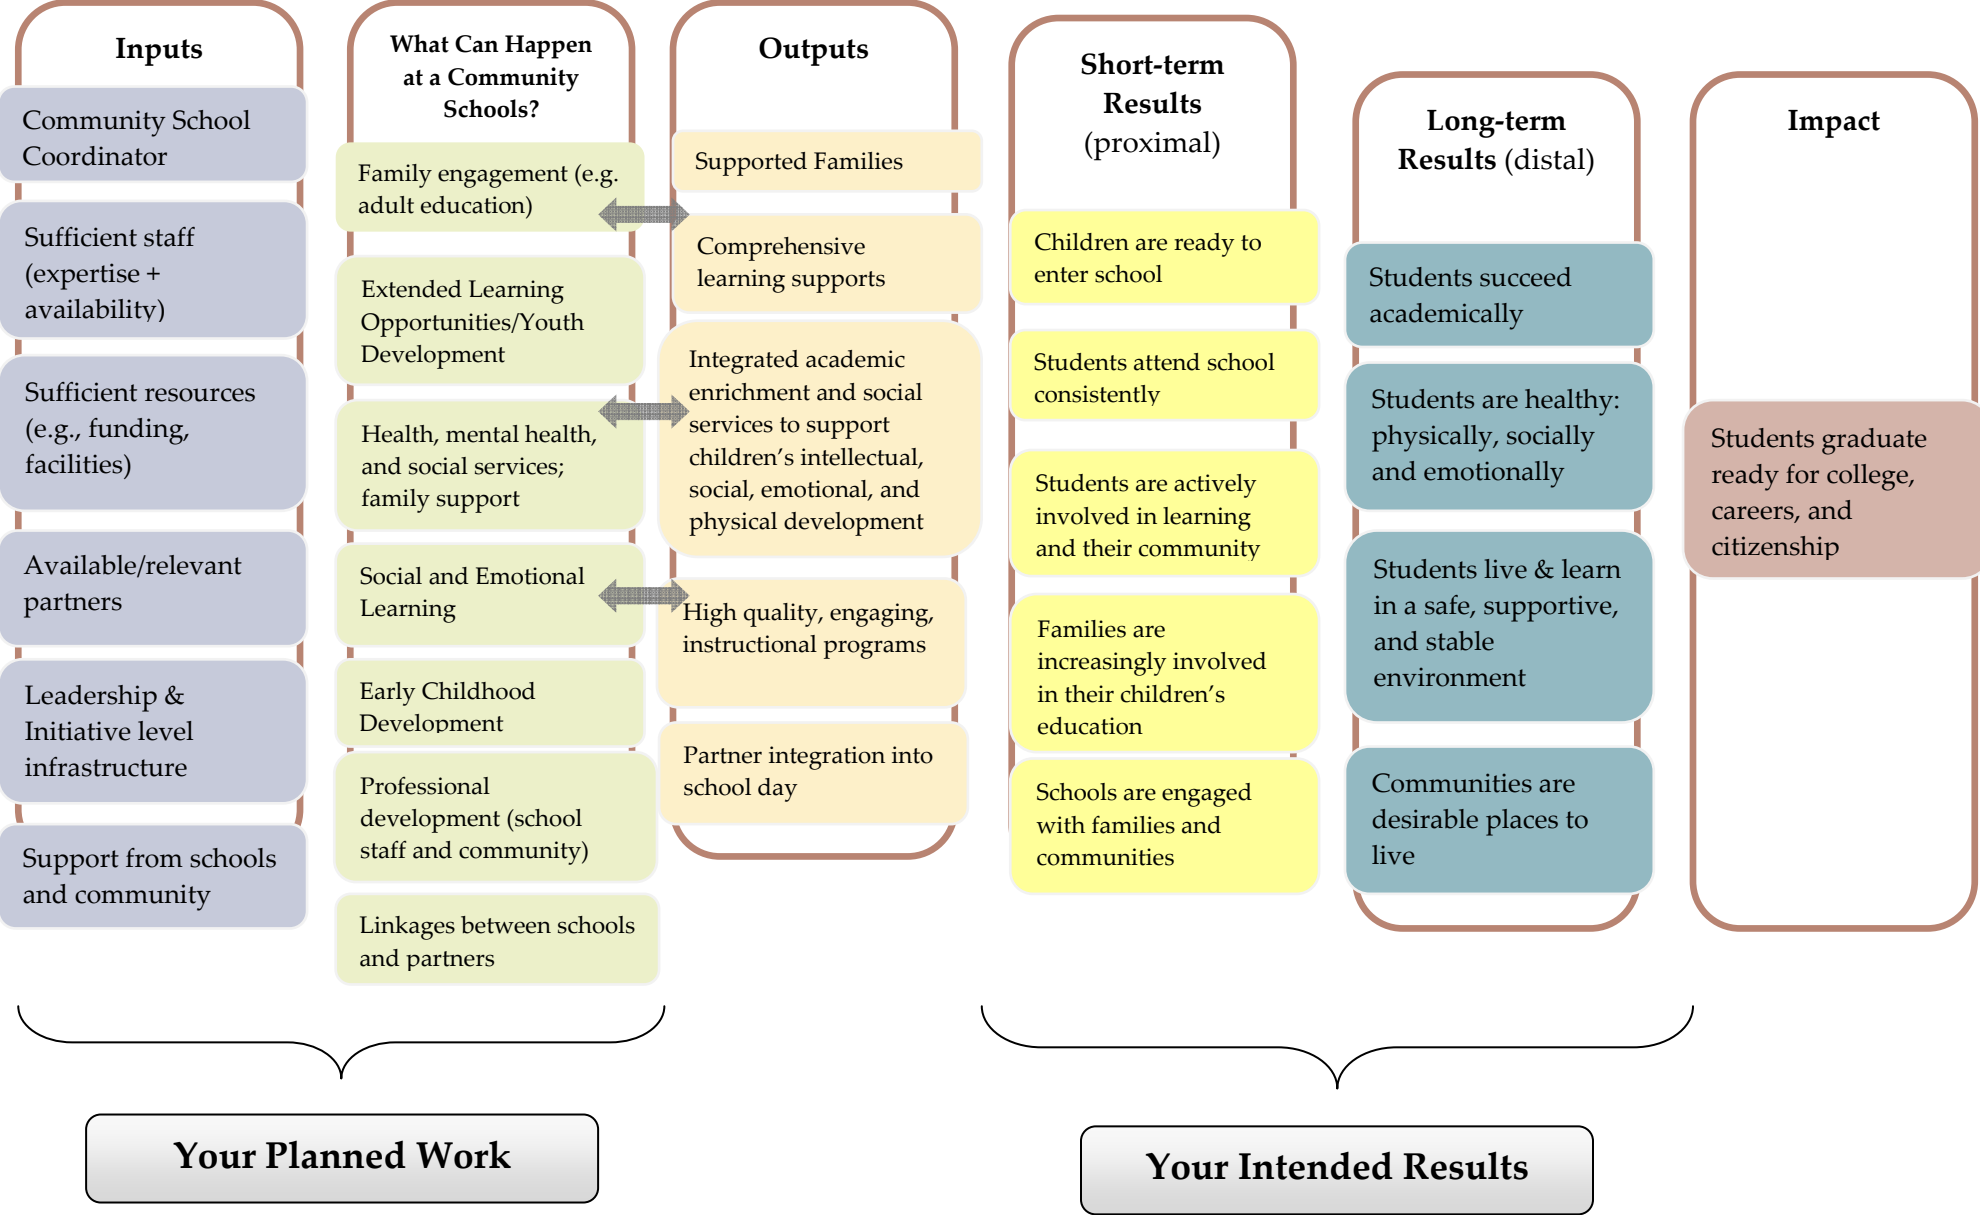 Inputs
Community School
Coordinator
Sufficient staff
(expertise +
availability)
Sufficient resources
(e.g., funding,
facilities)
Available/relevant
partners
Leadership &
Initiative level
infrastructure
Support from schools
and community
What Can Happen
at a Community
Schools?
Family engagement (e.g.
adult education)
Extended Learning
Opportunities/Youth
Development
Health, mental health,
and social services;
family support
Social and Emotional
Learning
Early Childhood
Development
Professional
development (school
staff and community)
Linkages between schools
and partners
Outputs
Supported Families
Comprehensive
learning supports
Integrated academic
enrichment and social
services to support
children’s intellectual,
social, emotional, and
physical development
High quality, engaging,
instructional programs
Partner integration into
school day
Short-term
Results
(proximal)
Children are ready to
enter school
Students attend school
consistently
Students are actively
involved in learning
and their community
Families are
increasingly involved
in their children’s
education
Schools are engaged
with families and
communities
Long-term
Results (distal)
Students succeed
academically
Students are healthy:
physically, socially
and emotionally
Students live & learn
in a safe, supportive,
and stable
environment
Communities are
desirable places to
live
Impact
Students graduate
ready for college,
careers, and
citizenship
Your Planned Work
Your Intended Results